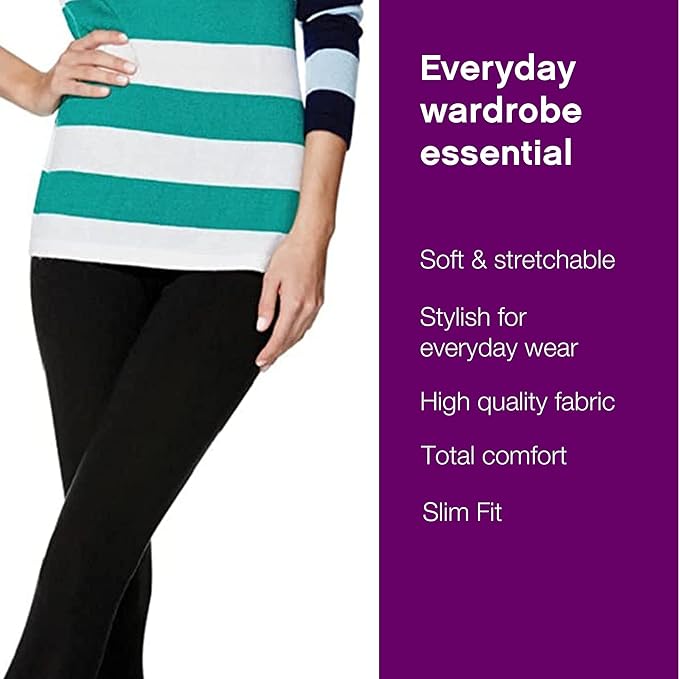 Everyday
wardrobe
essential
Soft & stretchable
Stylish for
everyday wear
High quality fabric
Total comfort
Slim Fit